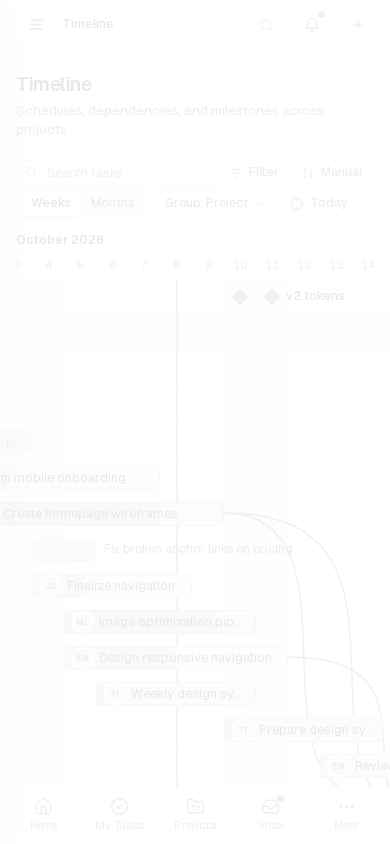 Timeline
Timeline
Schedules, dependencies, and milestones across
projects.
Search tasks
Filter
Manual
Weeks
Months
Group: Project
Today
October 2026
3 4 5 6 7 8 9 10 11 12 13 14
v2 tokens
p...
gn mobile onboarding
Create homepage wireframes
Fix broken anchor links on pricing
JC Finalize navigation
ML Image optimization pip...
EW Design responsive navigation
TI Weekly design sy...
TI Prepare design sy...
EW Review
Home
My Tasks
Projects
Inbox
More